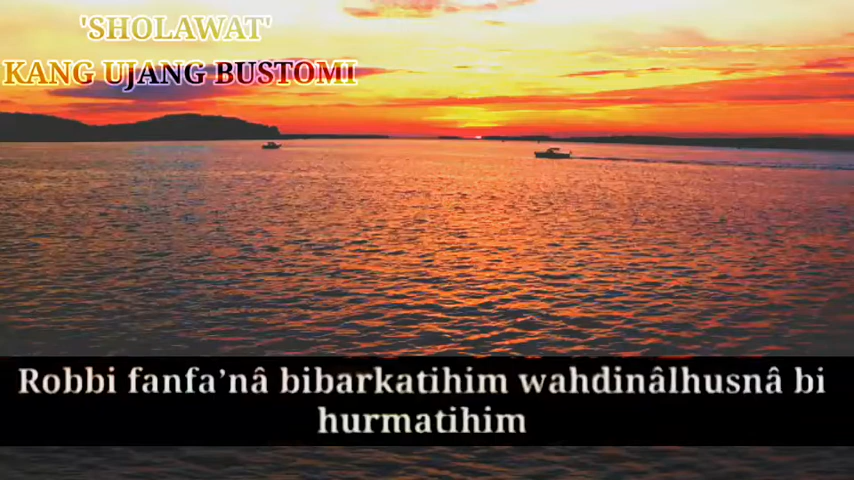 'SHOLAWAT'
KANG UJANG BUSTOMI
Robbi fanfa’nâ bibarkatihim wahdinâlhusnâ bi
hurmatihim